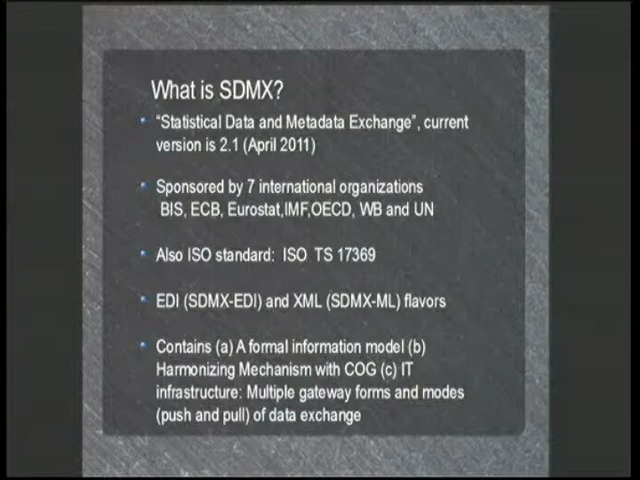 What is SDMX?
“Statistical Data and Metadata Exchange”, current
version is 2.1 (April 2011)
Sponsored by 7 international organizations
BIS, ECB, Eurostat,IMF,OECD, WB and UN
Also ISO standard: ISO TS 17369
EDI (SDMX-EDI) and XML (SDMX-ML) flavors
Contains (a) A formal information model (b)
Harmonizing Mechanism with COG (c) IT
infrastructure: Multiple gateway forms and modes
(push and pull) of data exchange